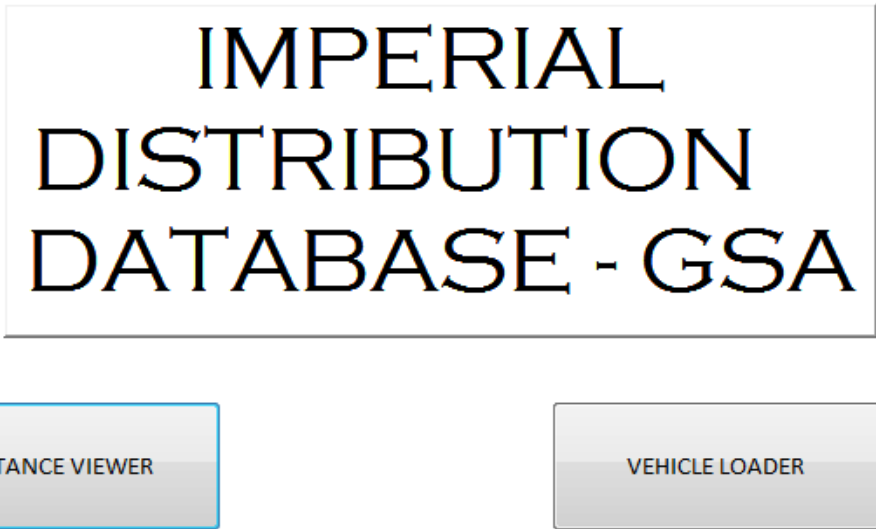 IMPERIAL
DISTRIBUTION
DATABASE - GSA
TANCE VIEWER
VEHICLE LOADER